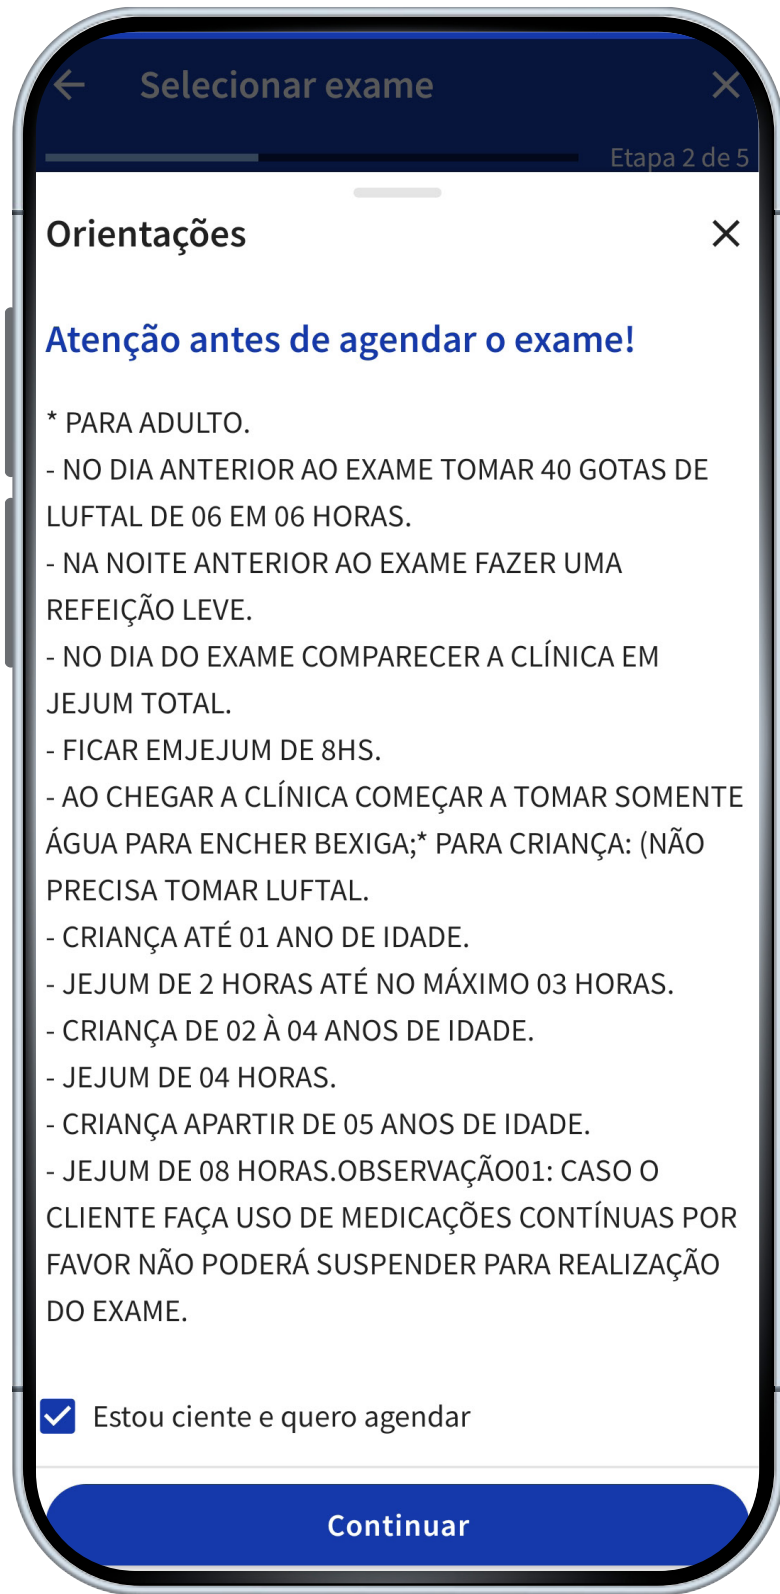 Selecionar exame
Etapa 2 de 5
Orientações
Atenção antes de agendar o exame!
* PARA ADULTO.
- NO DIA ANTERIOR AO EXAME TOMAR 40 GOTAS DE
LUFTAL DE 06 EM 06 HORAS.
- NA NOITE ANTERIOR AO EXAME FAZER UMA
REFEIÇÃO LEVE.
- NO DIA DO EXAME COMPARECER A CLÍNICA EM
JEJUM TOTAL.
- FICAR EMJEJUM DE 8HS.
- AO CHEGAR A CLÍNICA COMEÇAR A TOMAR SOMENTE
ÁGUA PARA ENCHER BEXIGA;* PARA CRIANÇA: (NÃO
PRECISA TOMAR LUFTAL.
- CRIANÇA ATÉ 01 ANO DE IDADE.
- JEJUM DE 2 HORAS ATÉ NO MÁXIMO 03 HORAS.
- CRIANÇA DE 02 À 04 ANOS DE IDADE.
- JEJUM DE 04 HORAS.
- CRIANÇA APARTIR DE 05 ANOS DE IDADE.
- JEJUM DE 08 HORAS.OBSERVAÇÃO01: CASO O
CLIENTE FAÇA USO DE MEDICAÇÕES CONTÍNUAS POR
FAVOR NÃO PODERÁ SUSPENDER PARA REALIZAÇÃO
DO EXAME.
Estou ciente e quero agendar
Continuar